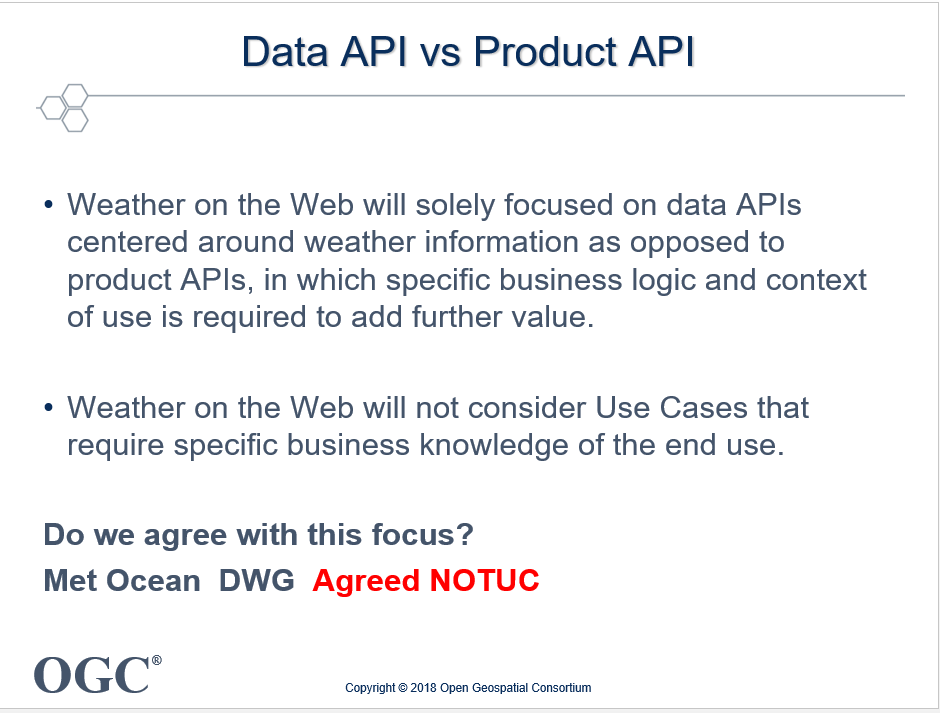 Data API vs Product API
• Weather on the Web will solely focused on data APIs
centered around weather information as opposed to
product APIs, in which specific business logic and context
of use is required to add further value.
• Weather on the Web will not consider Use Cases that
require specific business knowledge of the end use.
Do we agree with this focus?
Met Ocean DWG Agreed NOTUC
OGC®
Copyright © 2018 Open Geospatial Consortium